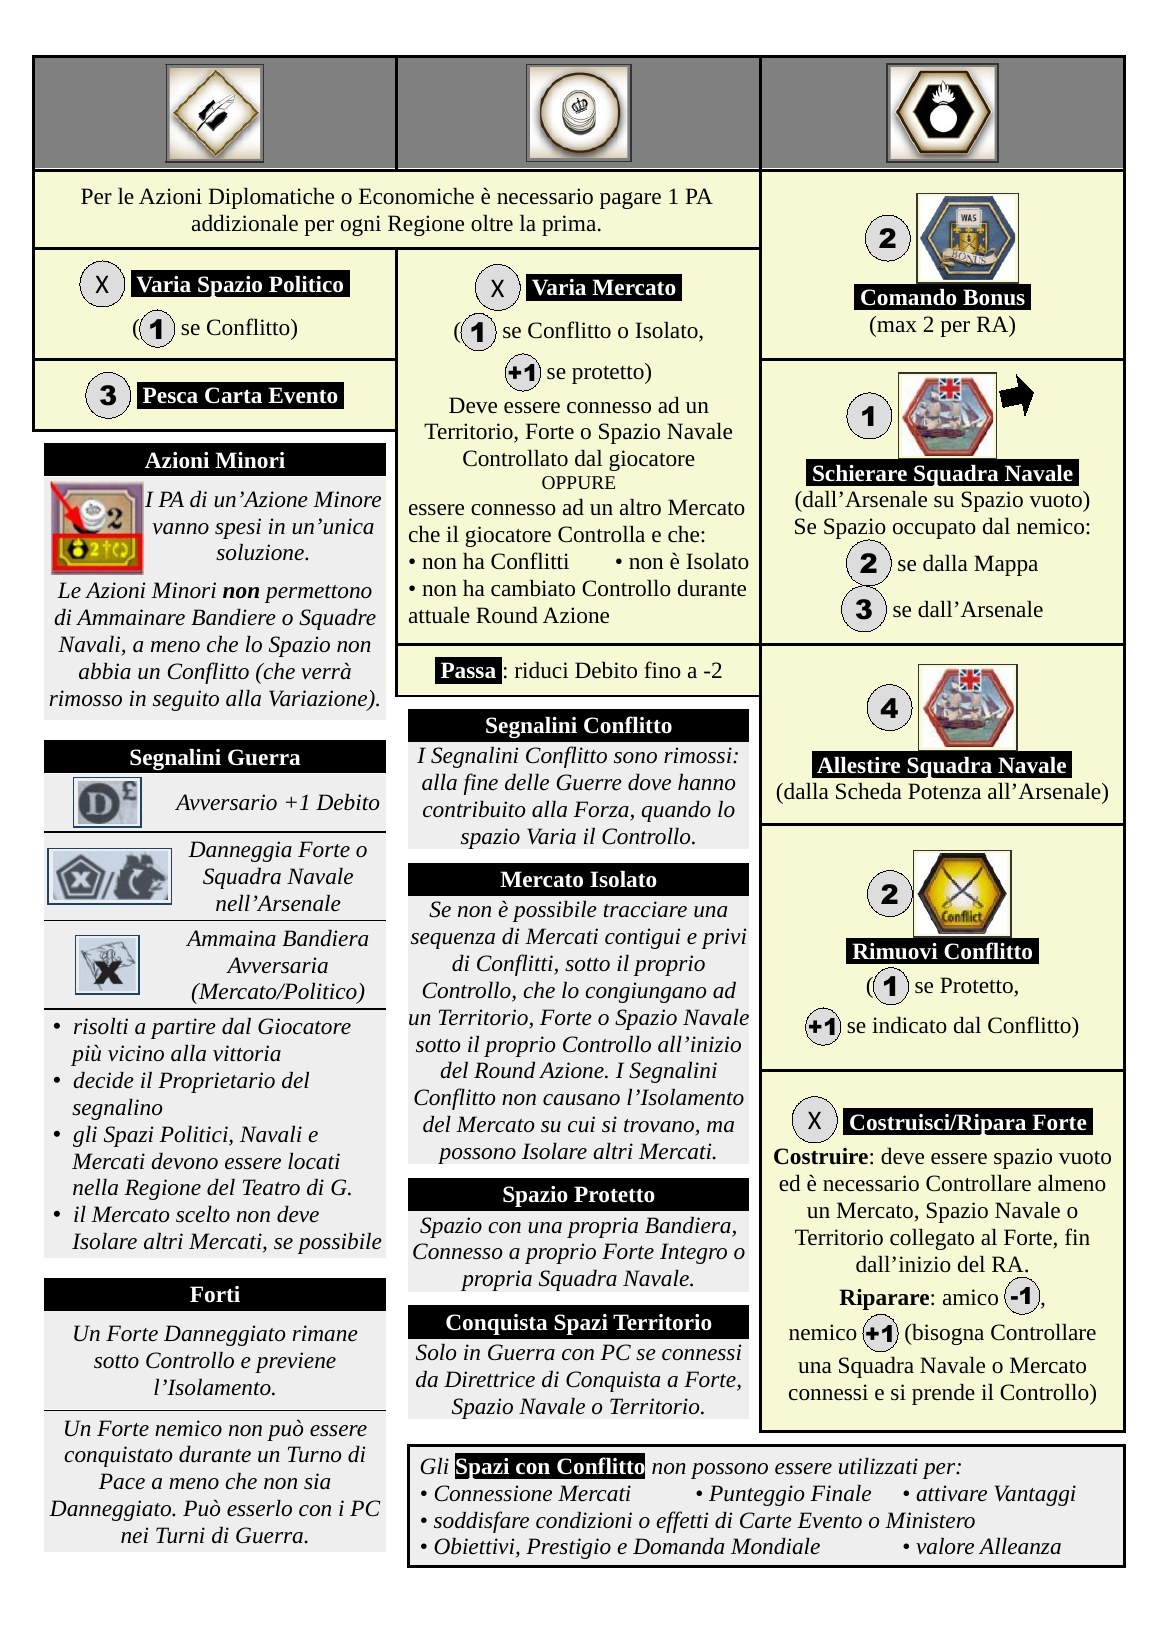 Per le Azioni Diplomatiche o Economiche è necessario pagare 1 PA
addizionale per ogni Regione oltre la prima.
X Varia Spazio Politico
(1 se Conflitto)
3 Pesca Carta Evento
Azioni Minori
2
2
I PA di un’Azione Minore
vanno spesi in un’unica
soluzione.
Le Azioni Minori non permettono
di Ammainare Bandiere o Squadre
Navali, a meno che lo Spazio non
abbia un Conflitto (che verrà
rimosso in seguito alla Variazione).
Segnalini Guerra
D £ Avversario +1 Debito
X Danneggia Forte o
Squadra Navale
nell’Arsenale
X Ammaina Bandiera
Avversaria
(Mercato/Politico)
• risolti a partire dal Giocatore
più vicino alla vittoria
• decide il Proprietario del
segnalino
• gli Spazi Politici, Navali e
Mercati devono essere locati
nella Regione del Teatro di G.
• il Mercato scelto non deve
Isolare altri Mercati, se possibile
Forti
Un Forte Danneggiato rimane
sotto Controllo e previene
l’Isolamento.
Un Forte nemico non può essere
conquistato durante un Turno di
Pace a meno che non sia
Danneggiato. Può esserlo con i PC
nei Turni di Guerra.
X Varia Mercato
(1 se Conflitto o Isolato,
+1 se protetto)
Deve essere connesso ad un
Territorio, Forte o Spazio Navale
Controllato dal giocatore
OPPURE
essere connesso ad un altro Mercato
che il giocatore Controlla e che:
• non ha Conflitti • non è Isolato
• non ha cambiato Controllo durante
attuale Round Azione
Passa : riduci Debito fino a -2
Segnalini Conflitto
I Segnalini Conflitto sono rimossi:
alla fine delle Guerre dove hanno
contribuito alla Forza, quando lo
spazio Varia il Controllo.
Mercato Isolato
Se non è possibile tracciare una
sequenza di Mercati contigui e privi
di Conflitti, sotto il proprio
Controllo, che lo congiungano ad
un Territorio, Forte o Spazio Navale
sotto il proprio Controllo all’inizio
del Round Azione. I Segnalini
Conflitto non causano l’Isolamento
del Mercato su cui si trovano, ma
possono Isolare altri Mercati.
Spazio Protetto
Spazio con una propria Bandiera,
Connesso a proprio Forte Integro o
propria Squadra Navale.
Conquista Spazi Territorio
Solo in Guerra con PC se connessi
da Direttrice di Conquista a Forte,
Spazio Navale o Territorio.
2 WAS BONUS
Comando Bonus
(max 2 per RA)
1
Schierare Squadra Navale
(dall’Arsenale su Spazio vuoto)
Se Spazio occupato dal nemico:
2 se dalla Mappa
3 se dall’Arsenale
4
Allestire Squadra Navale
(dalla Scheda Potenza all’Arsenale)
2 Conflict
Rimuovi Conflitto
(1 se Protetto,
+1 se indicato dal Conflitto)
X Costruisci/Ripara Forte
Costruire: deve essere spazio vuoto
ed è necessario Controllare almeno
un Mercato, Spazio Navale o
Territorio collegato al Forte, fin
dall’inizio del RA.
Riparare: amico -1,
nemico +1 (bisogna Controllare
una Squadra Navale o Mercato
connessi e si prende il Controllo)
Gli Spazi con Conflitto non possono essere utilizzati per:
• Connessione Mercati • Punteggio Finale • attivare Vantaggi
• soddisfare condizioni o effetti di Carte Evento o Ministero
• Obiettivi, Prestigio e Domanda Mondiale • valore Alleanza